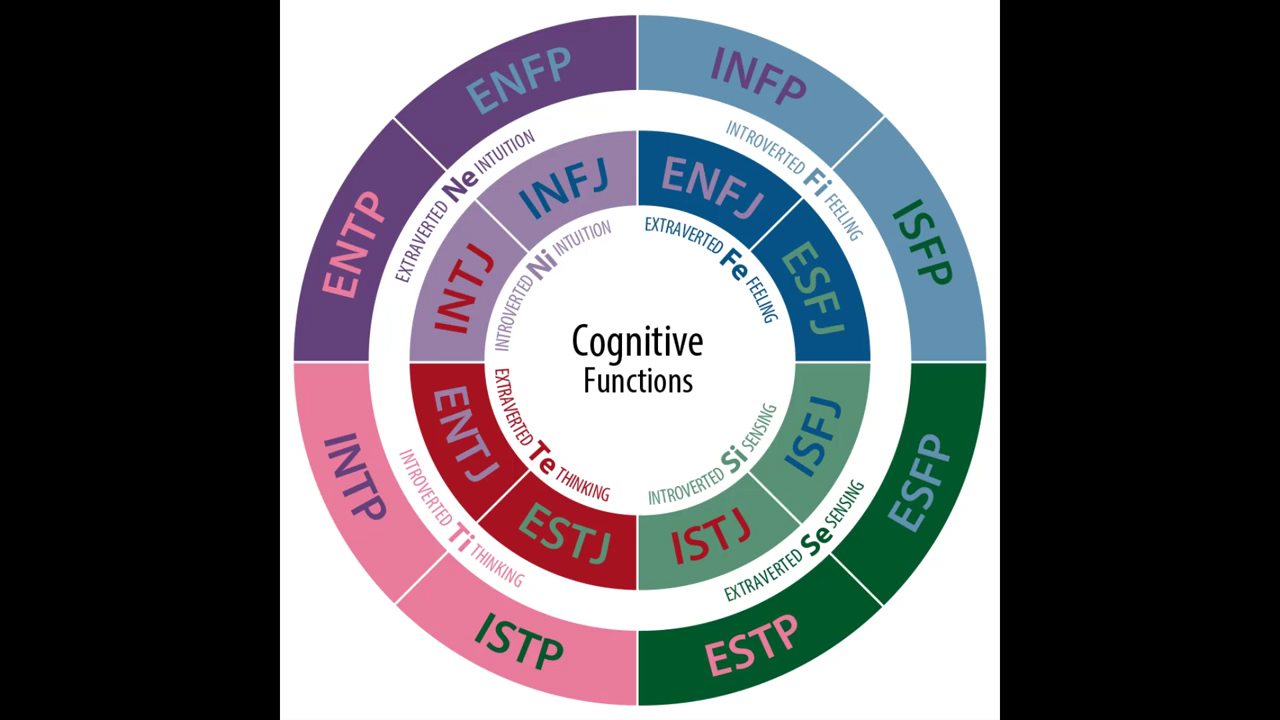 ENFP
INFP
ENTP
EXTRAVERTED Ne INTUITION
INTROVERTED Fi FEELING
ISFP
INFJ
ENFJ
INTJ
INTROVERTED Ni INTUITION
EXTRAVERTED Fe FEELING
ESFJ
Cognitive
Functions
ENTJ
EXTRAVERTED Te THINKING
INTROVERTED Si SENSING
ISFJ
ESTJ
ISTJ
INTP
INTROVERTED Ti THINKING
EXTRAVERTED Se SENSING
ESFP
ISTP
ESTP